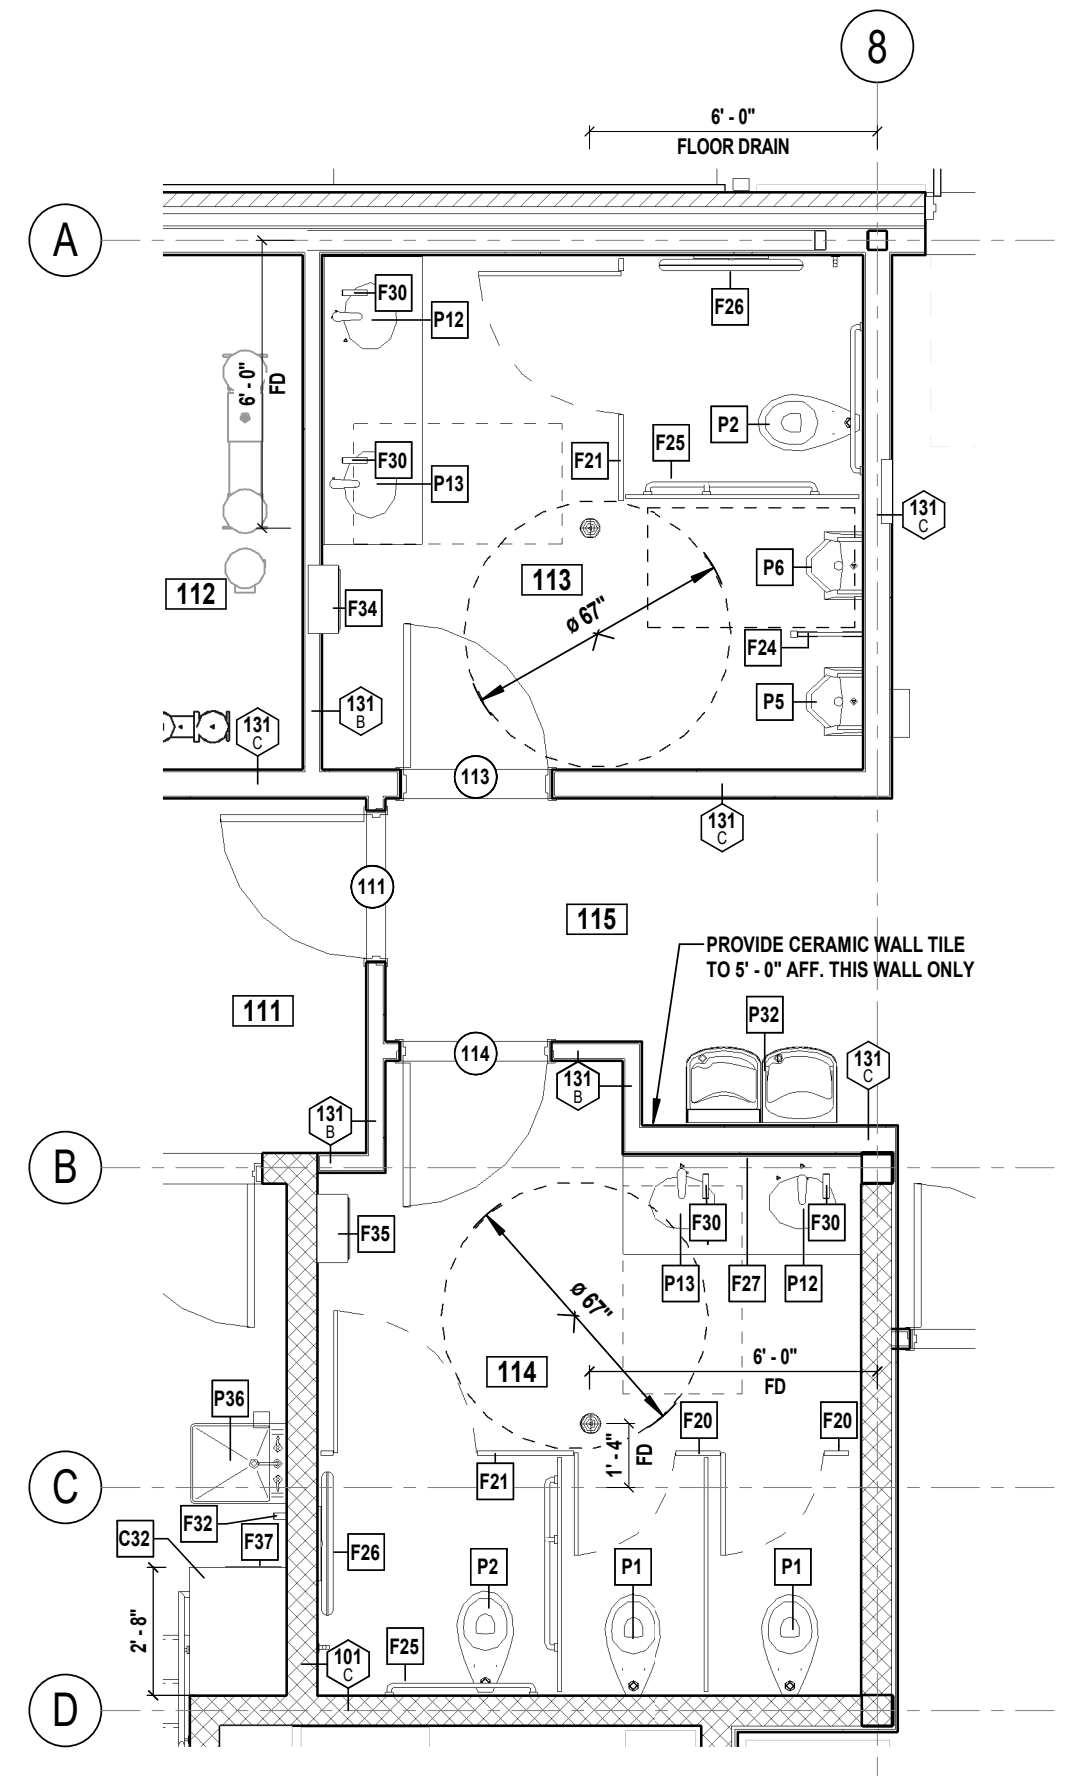 8
6' - 0"
FLOOR DRAIN
A
F30
P12
F26
6' - 0"
FD
P2
F25
F21
F30
P13
131
C
P6
113
112
F34
ø 67"
F24
P5
131
B
131
C
113
131
C
111
115
PROVIDE CERAMIC WALL TILE
TO 5' - 0" AFF. THIS WALL ONLY
111
P32
114
131
C
131
B
131
B
B
F30
F30
F35
P13
F27
P12
ø 67"
6' - 0"
FD
114
P36
F20
F20
1' - 4"
FD
F21
C
F32
C32
F37
F26
P2
P1
P1
2' - 8"
F25
101
C
D